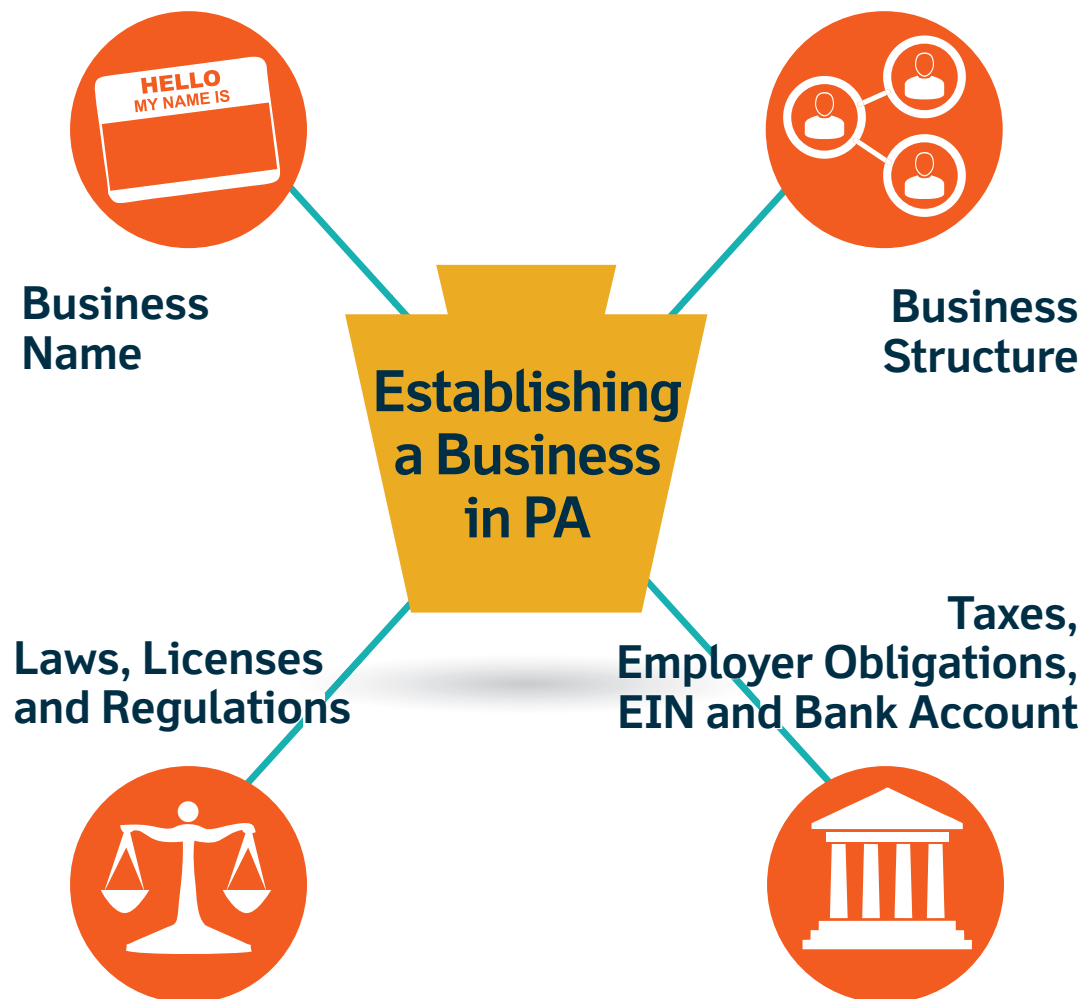 HELLO
MY NAME IS
Business
Name
Business
Structure
Establishing
a Business
in PA
Laws, Licenses
and Regulations
Taxes,
Employer Obligations,
EIN and Bank Account